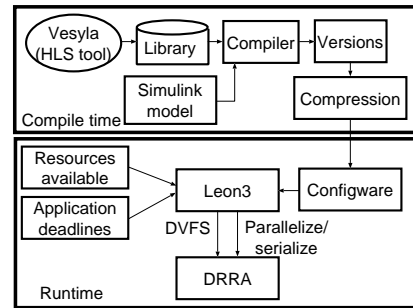 Vesyla
(HLS tool)
Library
Compiler
Versions
Simulink
model
Compression
Compile time
Resources
available
Leon3
Configware
Application
deadlines
DVFS
Parallelize/
serialize
DRRA
Runtime